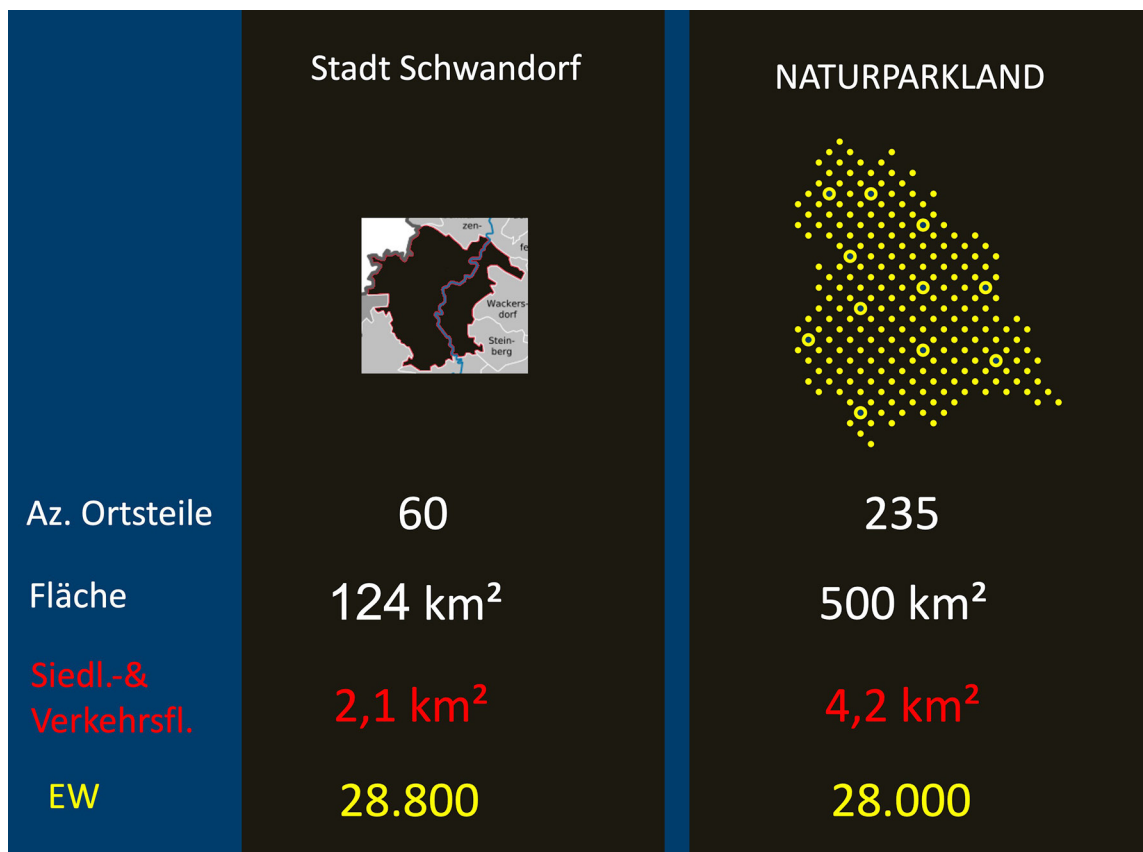 Stadt Schwandorf
NATURPARKLAND
zen-
fe
Wackers-
dorf
Stein-
berg
Az. Ortsteile
60
235
Fläche
124 km²
500 km²
Siedl.-&
Verkehrsfl.
2,1 km²
4,2 km²
EW
28.800
28.000